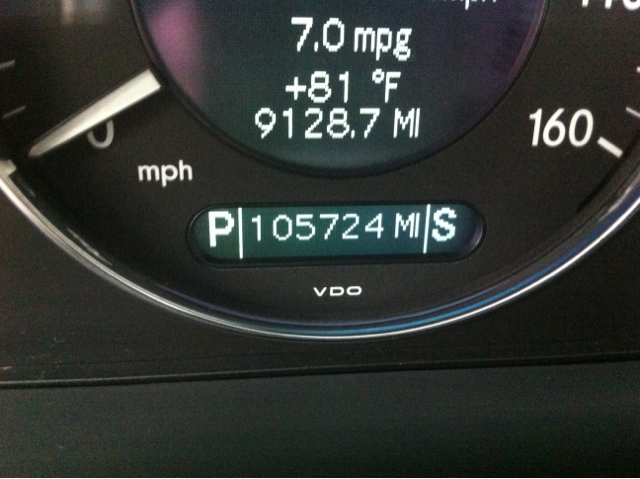 7.0 mpg
+81 °F
9128.7 MI
0
160
mph
P 105724 MI S
VDO